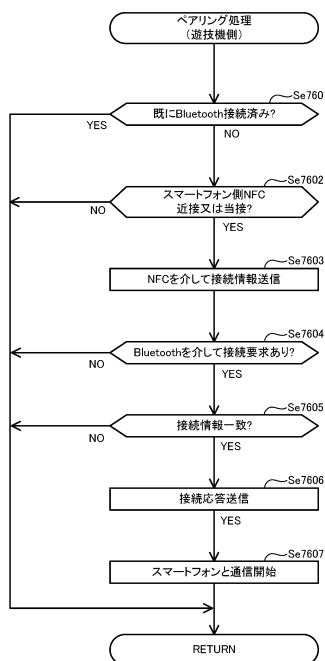 ペアリング処理
(遊技機側)
Se7601
既にBluetooth接続済み?
YES
NO
Se7602
スマートフォン側NFC
近接又は当接?
NO
YES
Se7603
NFCを介して接続情報送信
Se7604
Bluetoothを介して接続要求あり?
NO
YES
Se7605
接続情報一致?
NO
YES
Se7606
接続応答送信
YES
Se7607
スマートフォンと通信開始
RETURN